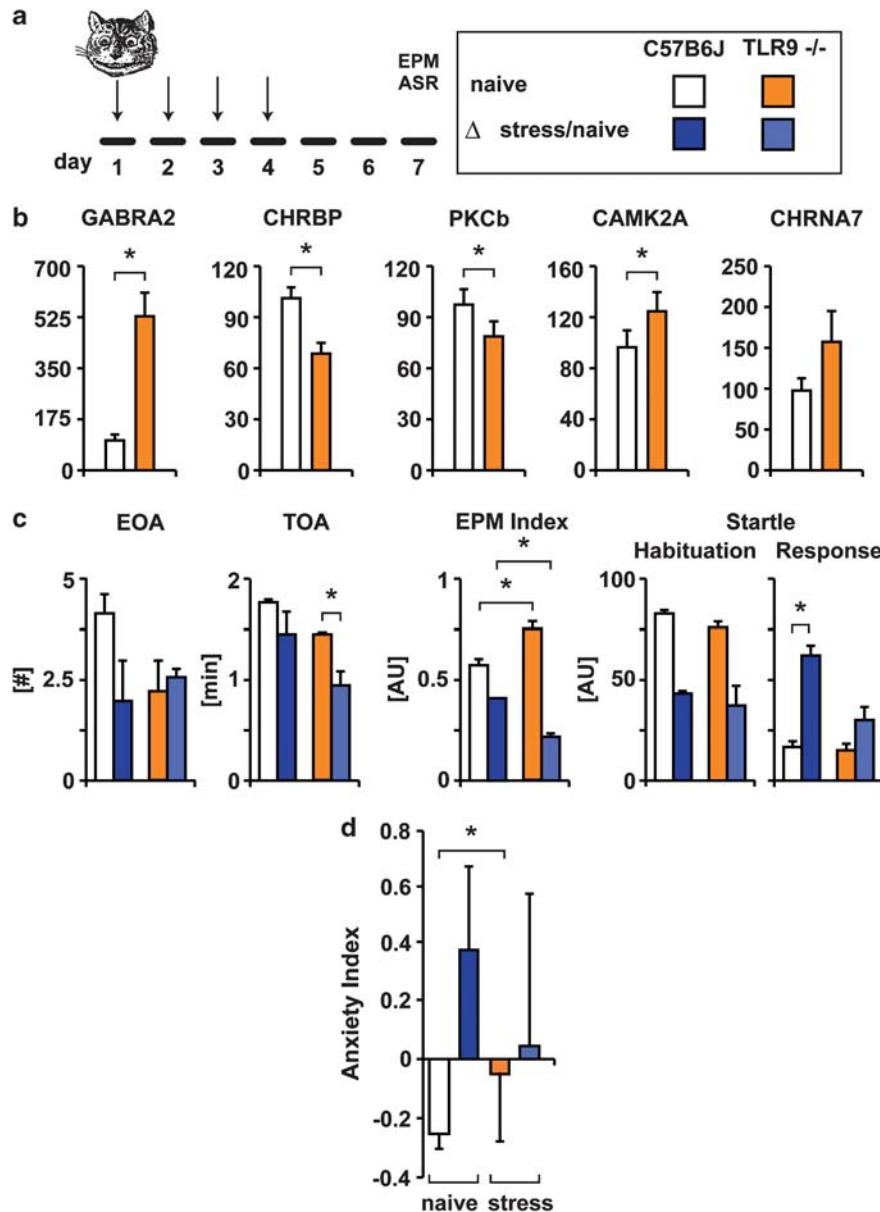 a
EPM
ASR
day 1 2 3 4 5 6 7
C57B6J TLR9 -/-
naive
Δ stress/naive
b
GABRA2 CHRBP PKCb CAMK2A CHRNA7
700 120 120 160 250
* * * *
525 90 90 120 200
350 60 60 80 150
175 30 30 40 100
50
0 0 0 0 0
c
EOA TOA EPM Index Startle
Habituation Response
5 2 1 100
* * * *
[#] 2.5 [min] 1 [AU] 0.5 [AU] 50
0 0 0 0
d
Anxiety Index
0.8
*
0.6
0.4
0.2
0
-0.2
-0.4
naive stress